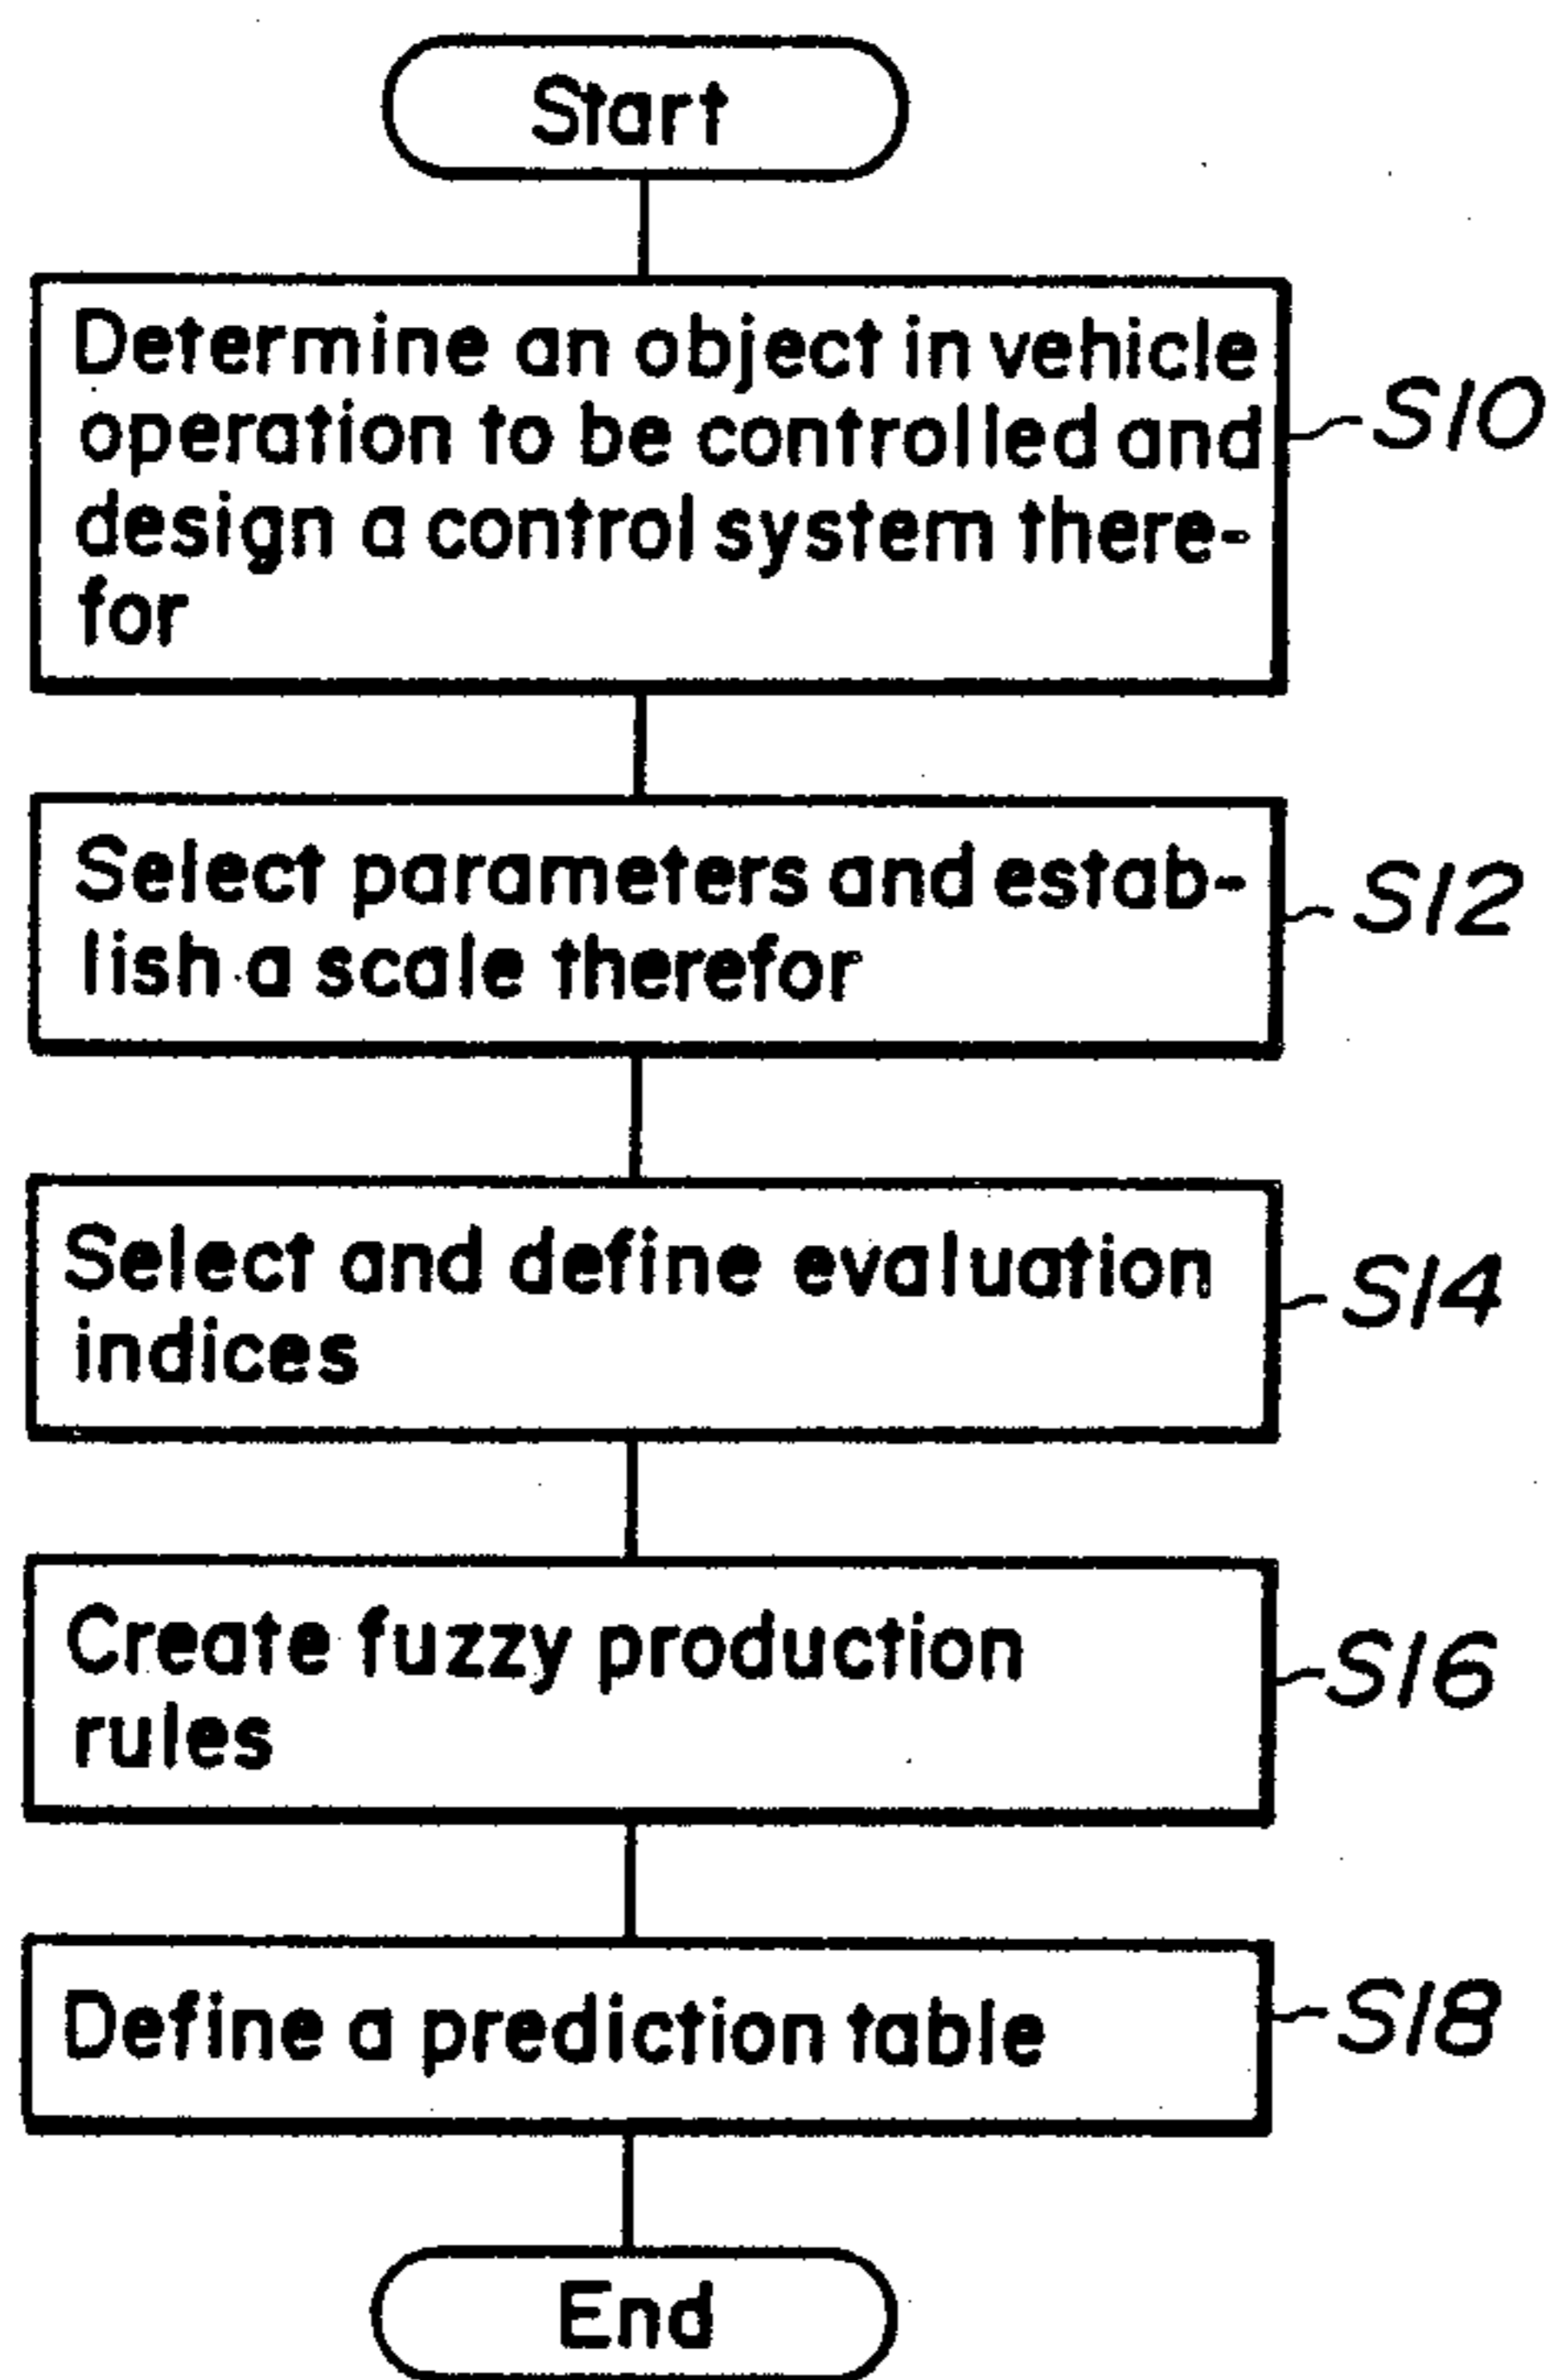 Start
Determine an object in vehicle
operation to be controlled and
design a control system there-
for
S10
Select parameters and estab-
lish a scale therefor
S12
Select and define evaluation
indices
S14
Create fuzzy production
rules
S16
Define a prediction table
S18
End